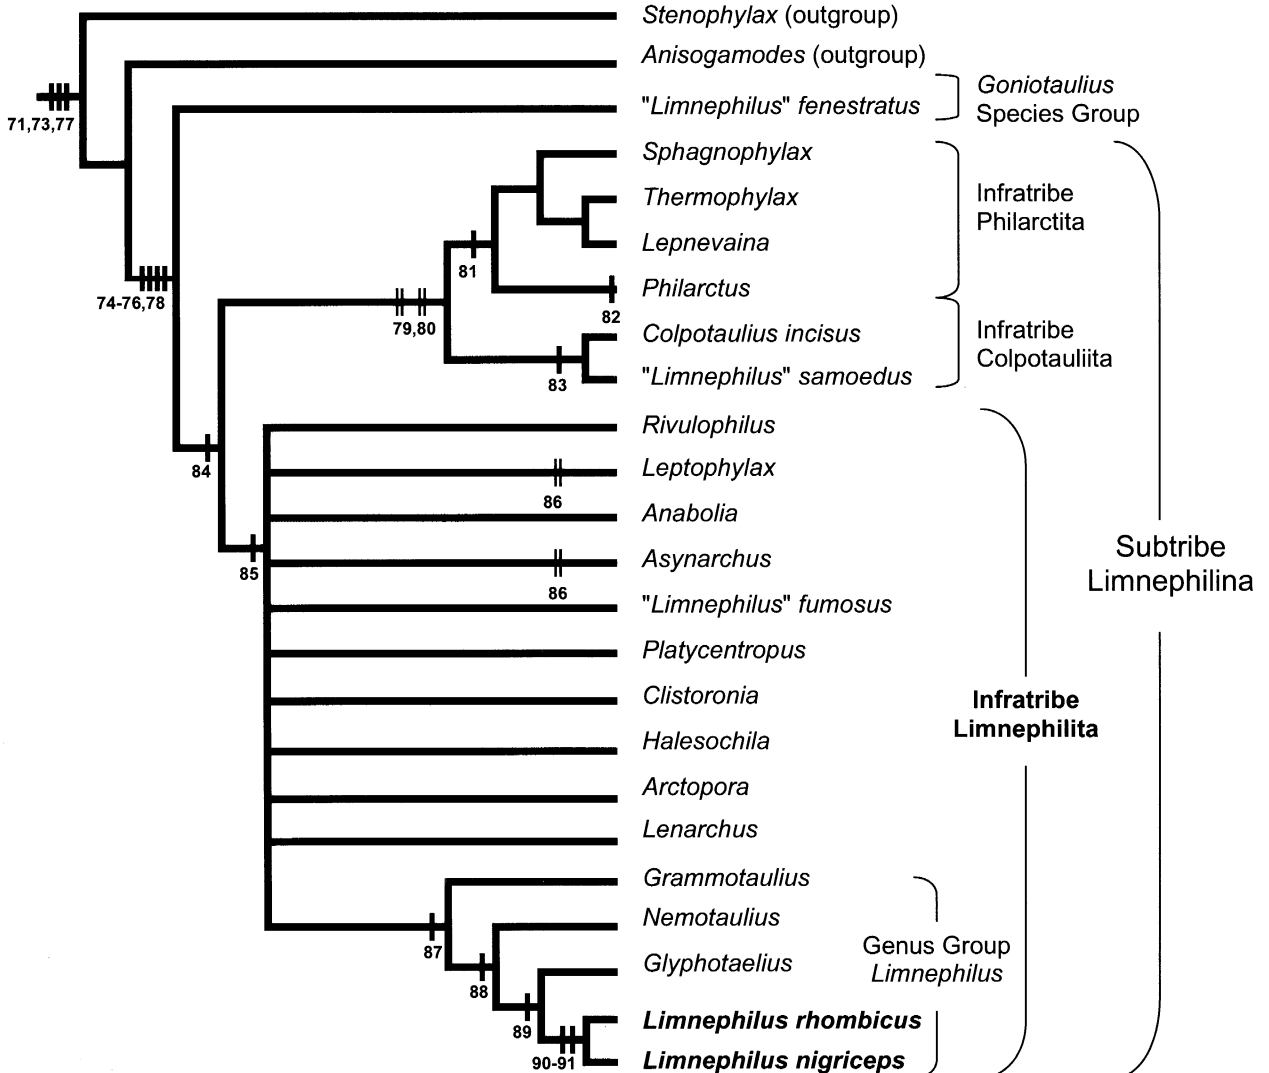 Stenophylax (outgroup)
Anisogamodes (outgroup)
"Limnephilus" fenestratus
Goniotaulius
Species Group
71,73,77
Sphagnophylax
Thermophylax
Lepnevaina
Philarctus
Infratribe
Philarctita
81
82
74-76,78
79,80
Colpotaulius incisus
"Limnephilus" samoedus
Infratribe
Colpotauliita
83
Rivulophilus
84
Leptophylax
86
Anabolia
Asynarchus
85
86
"Limnephilus" fumosus
Subtribe
Limnephilina
Platycentropus
Clistoronia
Infratribe
Limnephilita
Halesochila
Arctopora
Lenarchus
Grammotaulius
Nemotaulius
87
Glyphotaelius
Genus Group
Limnephilus
88
Limnephilus rhombicus
89
Limnephilus nigriceps
90-91